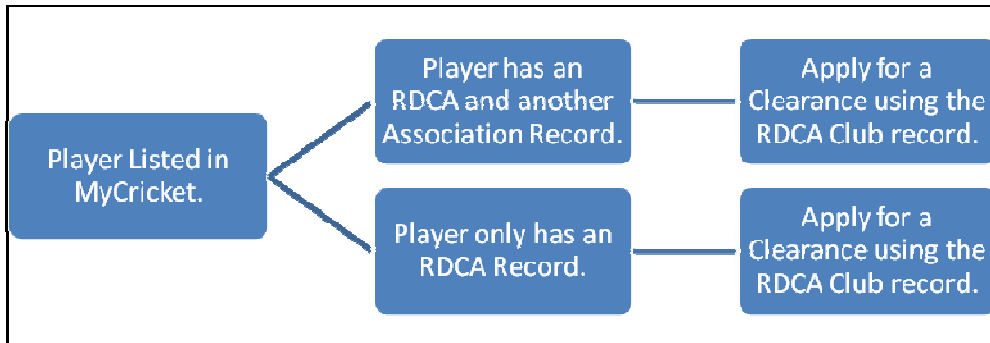 Player Listed in
MyCricket.
Player has an
RDCA and another
Association Record.
Apply for a
Clearance using the
RDCA Club record.
Player only has an
RDCA Record.
Apply for a
Clearance using the
RDCA Club record.